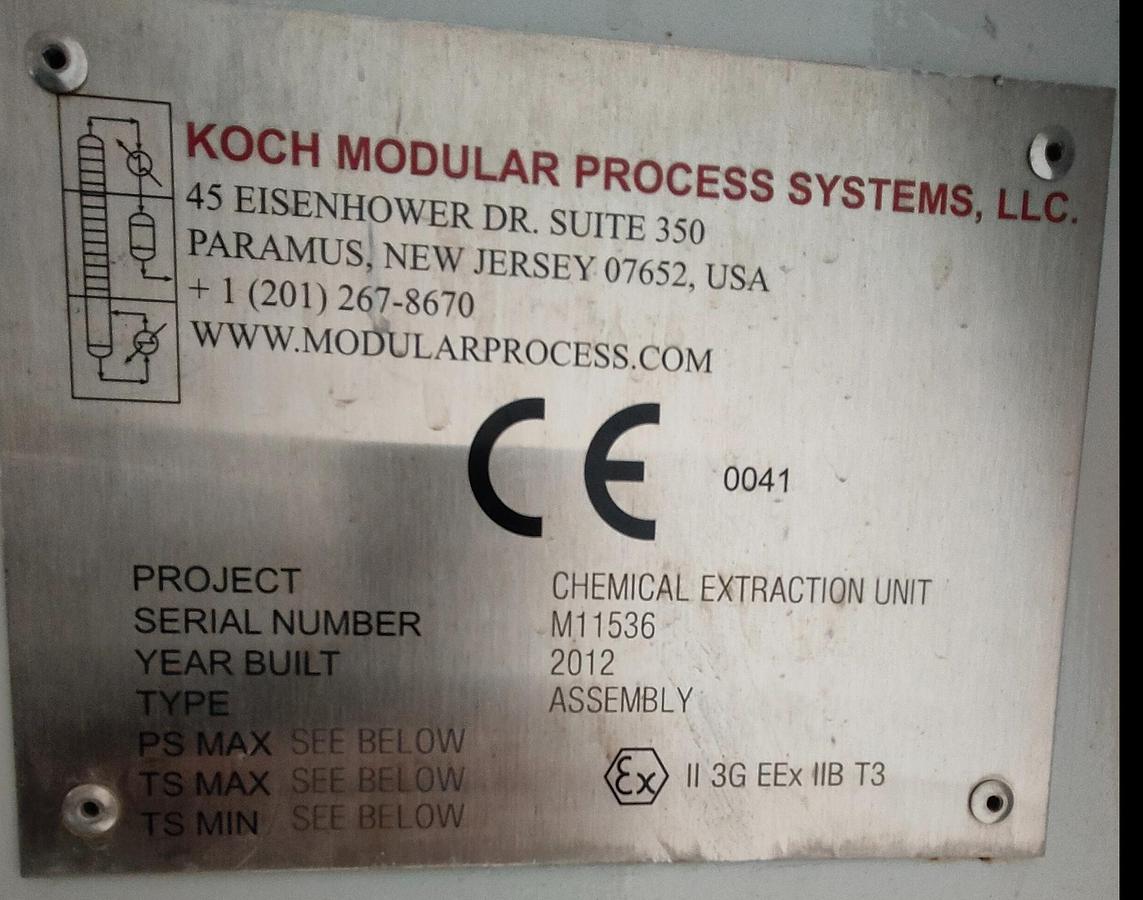 KOCH MODULAR PROCESS SYSTEMS, LLC.
45 EISENHOWER DR. SUITE 350
PARAMUS, NEW JERSEY 07652, USA
+ 1 (201) 267-8670
WWW.MODULARPROCESS.COM
CE 0041
PROJECT CHEMICAL EXTRACTION UNIT
SERIAL NUMBER M11536
YEAR BUILT 2012
TYPE ASSEMBLY
PS MAX SEE BELOW
TS MAX SEE BELOW
TS MIN SEE BELOW
Ex II 3G EEx IIB T3